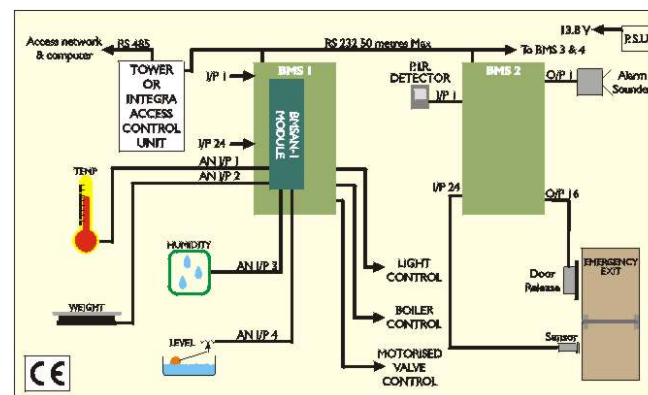 Access network
& computer
RS 485
RS 232 50 metres Max
13.8 V
P.S.U
To BMS 3 & 4
TOWER
OR
INTEGRA
ACCESS
CONTROL
UNIT
I/P 1
BMS 1
BMSAN-1
MODULE
I/P 24
P.I.R.
DETECTOR
I/P 1
BMS 2
O/P 1
Alarm
Sounder
AN I/P 1
AN I/P 2
TEMP
I/P 24
O/P 16
HUMIDITY
AN I/P 3
LIGHT
CONTROL
Door
Release
EMERGENCY
EXIT
WEIGHT
BOILER
CONTROL
LEVEL
AN I/P 4
Sensor
MOTORISED
VALVE
CONTROL
CE